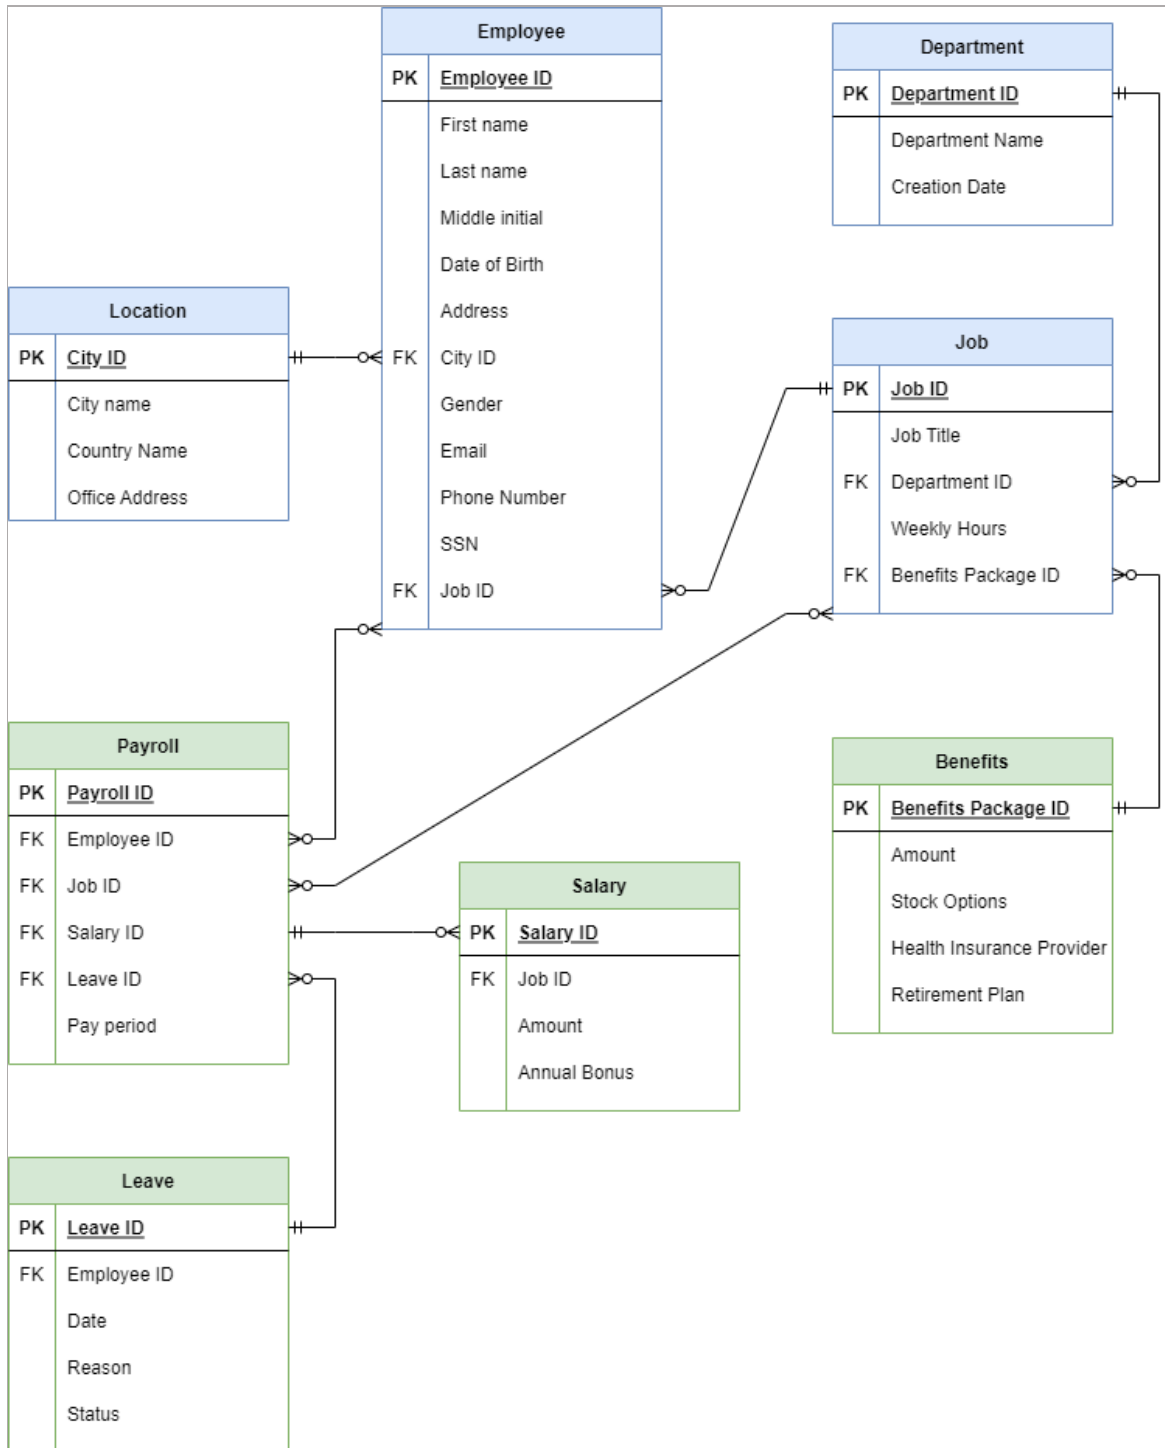 Employee
PK Employee ID
First name
Last name
Middle initial
Date of Birth
Address
FK City ID
Gender
Email
Phone Number
SSN
FK Job ID
Department
PK Department ID
Department Name
Creation Date
Location
PK City ID
City name
Country Name
Office Address
Job
PK Job ID
Job Title
FK Department ID
Weekly Hours
FK Benefits Package ID
Payroll
PK Payroll ID
FK Employee ID
FK Job ID
FK Salary ID
FK Leave ID
Pay period
Salary
PK Salary ID
FK Job ID
Amount
Annual Bonus
Benefits
PK Benefits Package ID
Amount
Stock Options
Health Insurance Provider
Retirement Plan
Leave
PK Leave ID
FK Employee ID
Date
Reason
Status